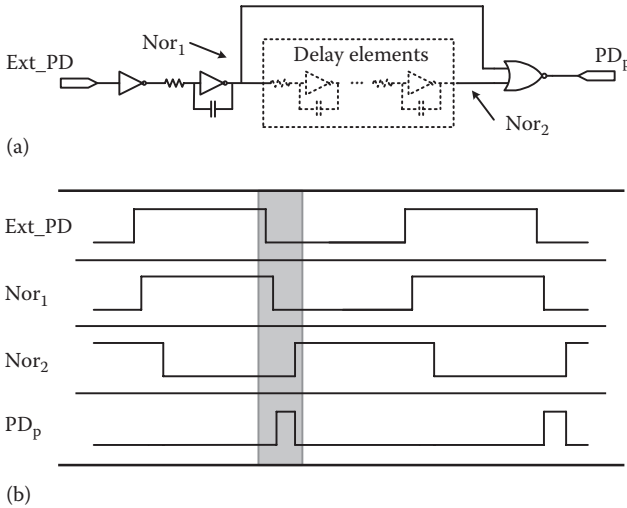 Nor₁
Delay elements
Ext_PD
PDₚ
Nor₂
(a)
Ext_PD
Nor₁
Nor₂
PDₚ
(b)